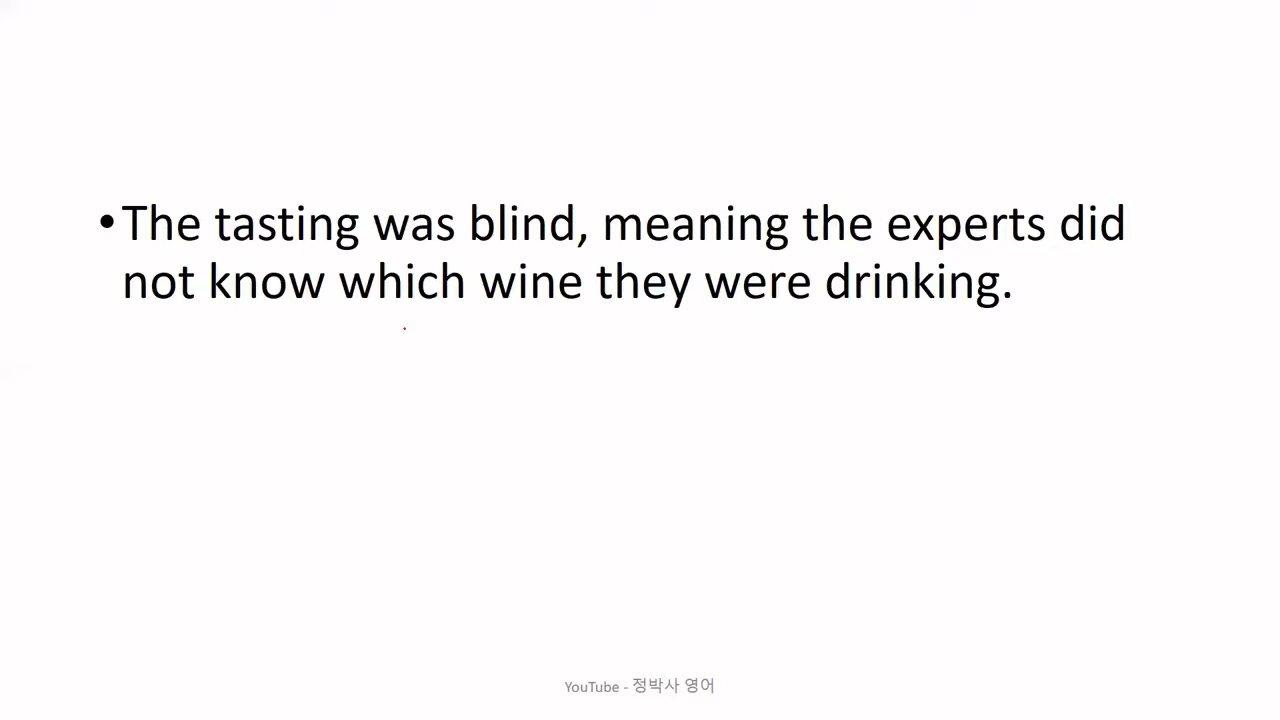 •The tasting was blind, meaning the experts did
not know which wine they were drinking.
YouTube - 정박사 영어